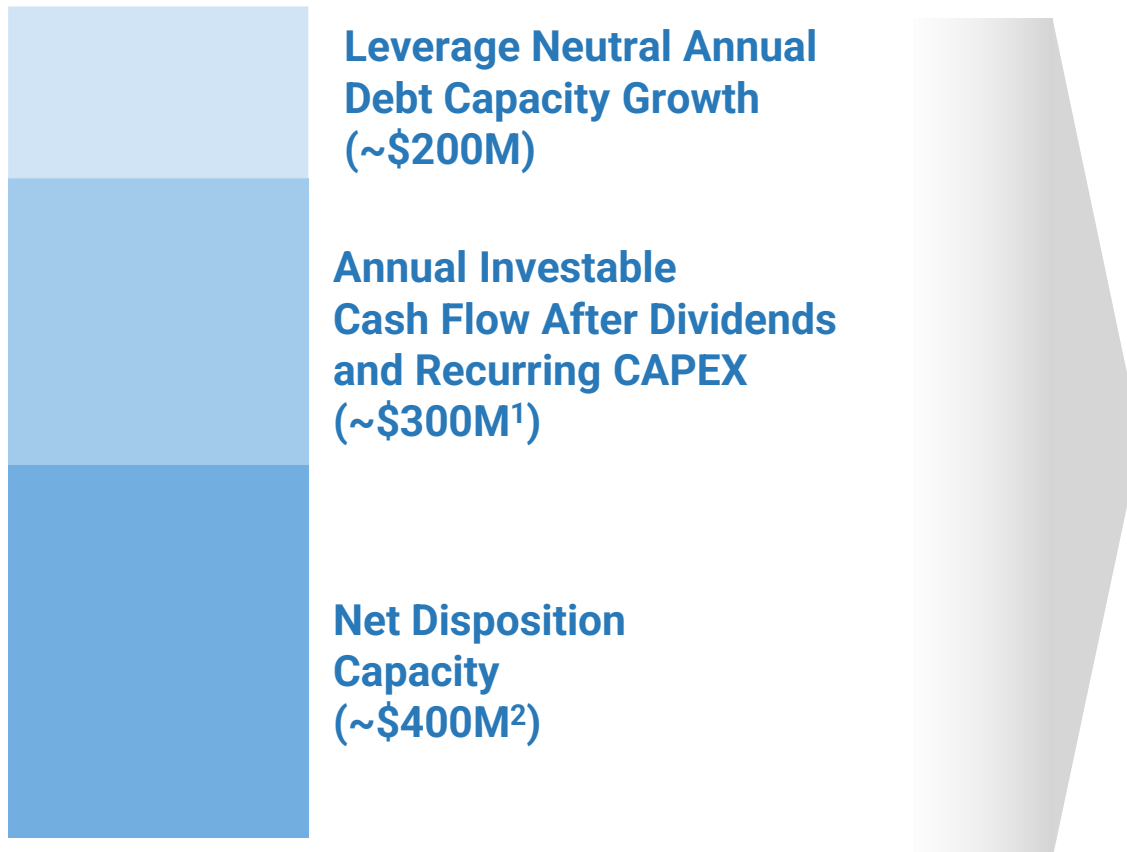 Leverage Neutral Annual
Debt Capacity Growth
(~$200M)
Annual Investable
Cash Flow After Dividends
and Recurring CAPEX
(~$300M¹)
Net Disposition
Capacity
(~$400M²)